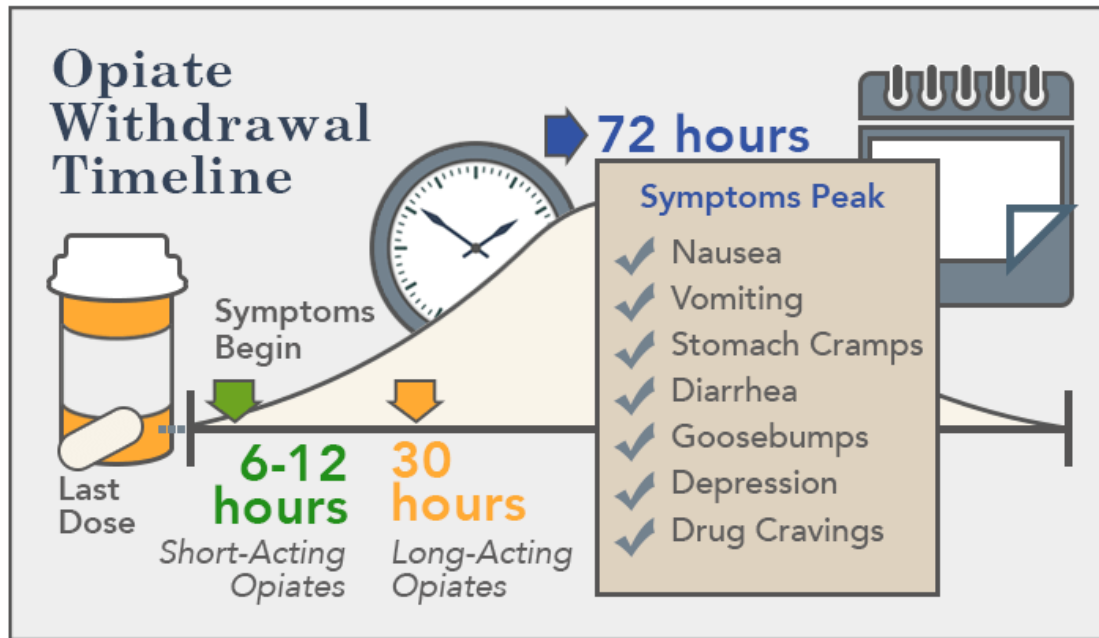 Opiate
Withdrawal
Timeline
72 hours
Symptoms Peak
Nausea
Vomiting
Stomach Cramps
Diarrhea
Goosebumps
Depression
Drug Cravings
Symptoms
Begin
Last
Dose
6-12
hours
Short-Acting
Opiates
30
hours
Long-Acting
Opiates